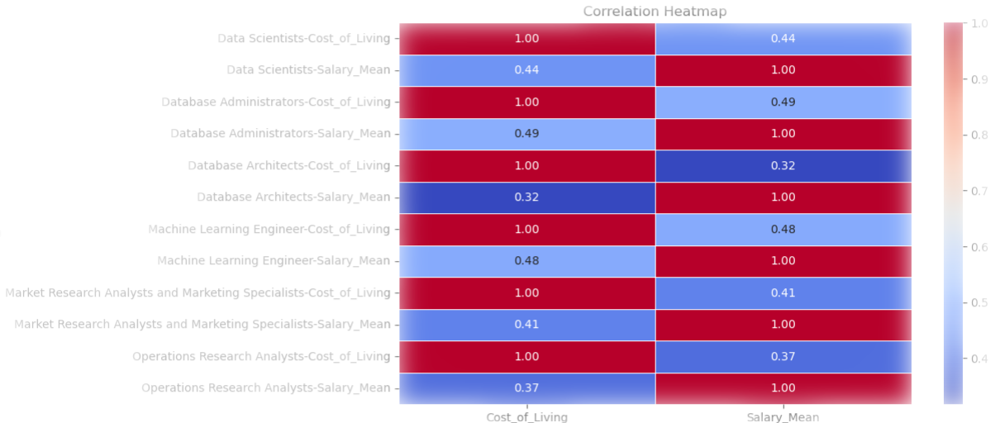 Correlation Heatmap
Data Scientists-Cost_of_Living 1.00 0.44
Data Scientists-Salary_Mean 0.44 1.00
Database Administrators-Cost_of_Living 1.00 0.49
Database Administrators-Salary_Mean 0.49 1.00
Database Architects-Cost_of_Living 1.00 0.32
Database Architects-Salary_Mean 0.32 1.00
Machine Learning Engineer-Cost_of_Living 1.00 0.48
Machine Learning Engineer-Salary_Mean 0.48 1.00
Market Research Analysts and Marketing Specialists-Cost_of_Living 1.00 0.41
Market Research Analysts and Marketing Specialists-Salary_Mean 0.41 1.00
Operations Research Analysts-Cost_of_Living 1.00 0.37
Operations Research Analysts-Salary_Mean 0.37 1.00
Cost_of_Living Salary_Mean
1.0
0.9
0.8
0.7
0.6
0.5
0.4